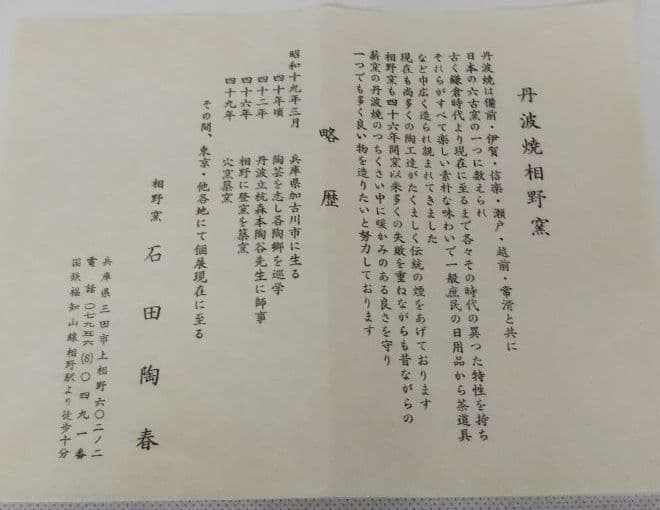 丹波焼相野窯
丹波焼は備前・伊賀・信楽・瀬戸・越前・常滑と共に
日本の六古窯の一つに数えられ
古く鎌倉時代より現在に至るまで各々その時代の異つた特性を持ち
それらがすべて楽しい素朴な味わいで一般庶民の日用品から茶道具
など巾広く造られ親まれてきました
現在も尚多くの陶工達がたくましく伝統の煙をあげております
相野窯も四十六年開窯以来多くの失敗を重ねながらも昔ながらの
薪窯の丹波焼のつちくさい中に暖かみのある良さを守り
一つでも多く良い物を造りたいと努力しております
略歴
昭和十九年三月 兵庫県加古川市に生る
四十年頃 陶芸を志し各陶郷を巡学
四十二年 丹波立杭森本陶谷先生に師事
四十六年 相野に登窯を築窯
四十九年 穴窯築窯
その間、東京・他各地にて個展現在に至る
相野窯 石田陶春
兵庫県三田市上相野六〇二ノ二
電話〇七九五六(8)〇四九一番
国鉄福知山線相野駅より徒歩十分